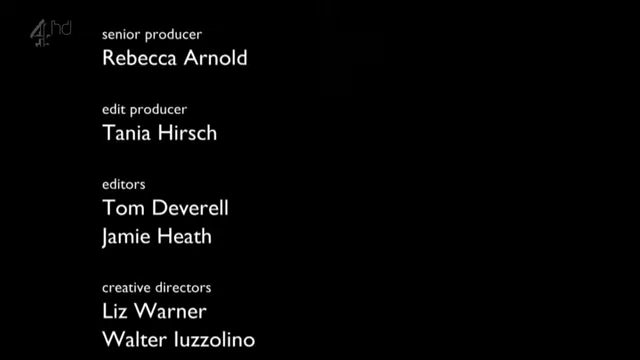 4hd
senior producer
Rebecca Arnold
edit producer
Tania Hirsch
editors
Tom Deverell
Jamie Heath
creative directors
Liz Warner
Walter Iuzzolino